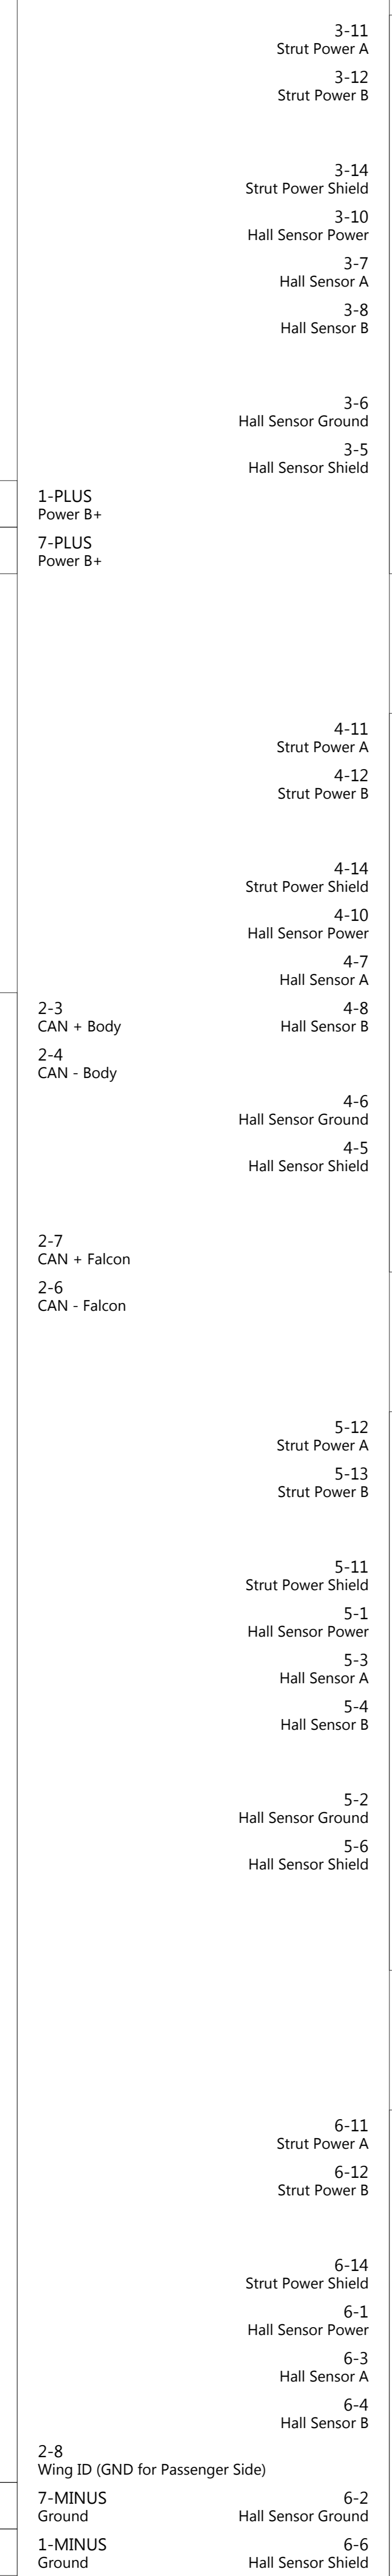 3-11
Strut Power A
3-12
Strut Power B
3-14
Strut Power Shield
3-10
Hall Sensor Power
3-7
Hall Sensor A
3-8
Hall Sensor B
3-6
Hall Sensor Ground
3-5
Hall Sensor Shield
1-PLUS
Power B+
7-PLUS
Power B+
4-11
Strut Power A
4-12
Strut Power B
4-14
Strut Power Shield
4-10
Hall Sensor Power
4-7
Hall Sensor A
2-3
CAN + Body
4-8
Hall Sensor B
2-4
CAN - Body
4-6
Hall Sensor Ground
4-5
Hall Sensor Shield
2-7
CAN + Falcon
2-6
CAN - Falcon
5-12
Strut Power A
5-13
Strut Power B
5-11
Strut Power Shield
5-1
Hall Sensor Power
5-3
Hall Sensor A
5-4
Hall Sensor B
5-2
Hall Sensor Ground
5-6
Hall Sensor Shield
6-11
Strut Power A
6-12
Strut Power B
6-14
Strut Power Shield
6-1
Hall Sensor Power
6-3
Hall Sensor A
6-4
Hall Sensor B
2-8
Wing ID (GND for Passenger Side)
7-MINUS
Ground
6-2
Hall Sensor Ground
1-MINUS
Ground
6-6
Hall Sensor Shield